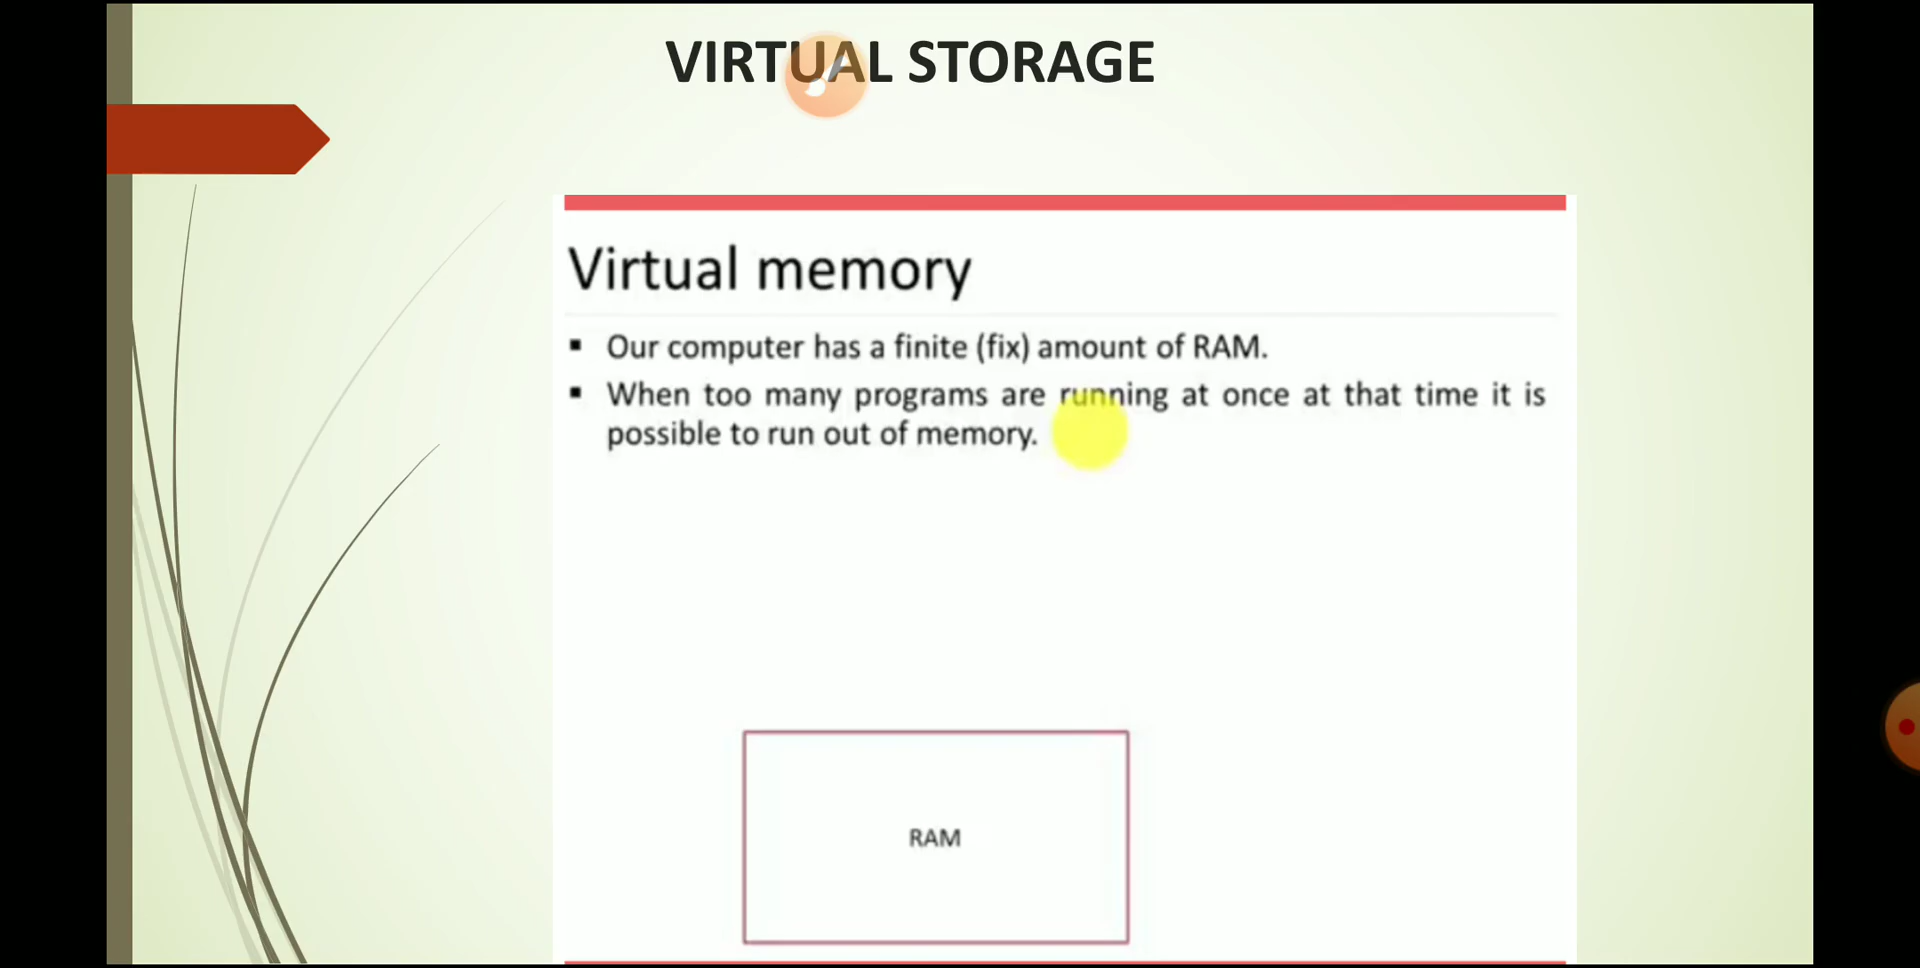 VIRTUAL STORAGE
Virtual memory
▪ Our computer has a finite (fix) amount of RAM.
▪ When too many programs are running at once at that time it is
possible to run out of memory.
RAM